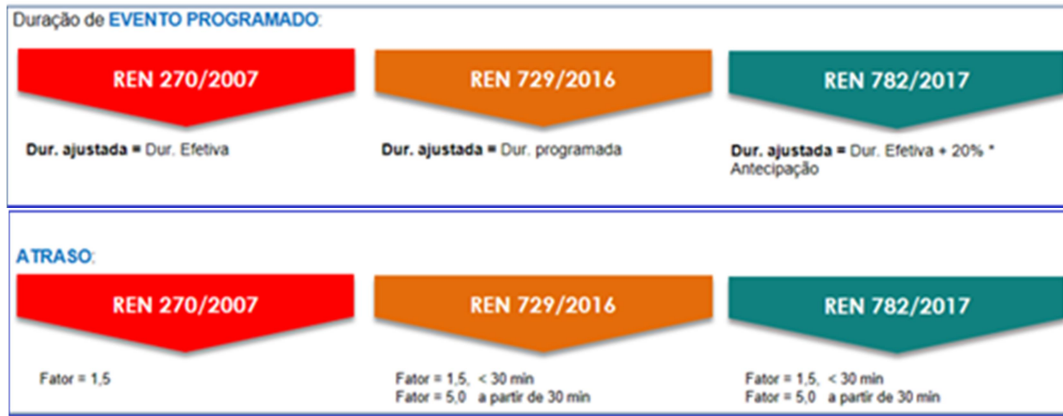 Duração de EVENTO PROGRAMADO:
REN 270/2007
REN 729/2016
REN 782/2017
Dur. ajustada = Dur. Efetiva
Dur. ajustada = Dur. programada
Dur. ajustada = Dur. Efetiva + 20% *
Antecipação
ATRASO:
REN 270/2007
REN 729/2016
REN 782/2017
Fator = 1,5
Fator = 1,5, < 30 min
Fator = 5,0 a partir de 30 min
Fator = 1,5, < 30 min
Fator = 5,0 a partir de 30 min